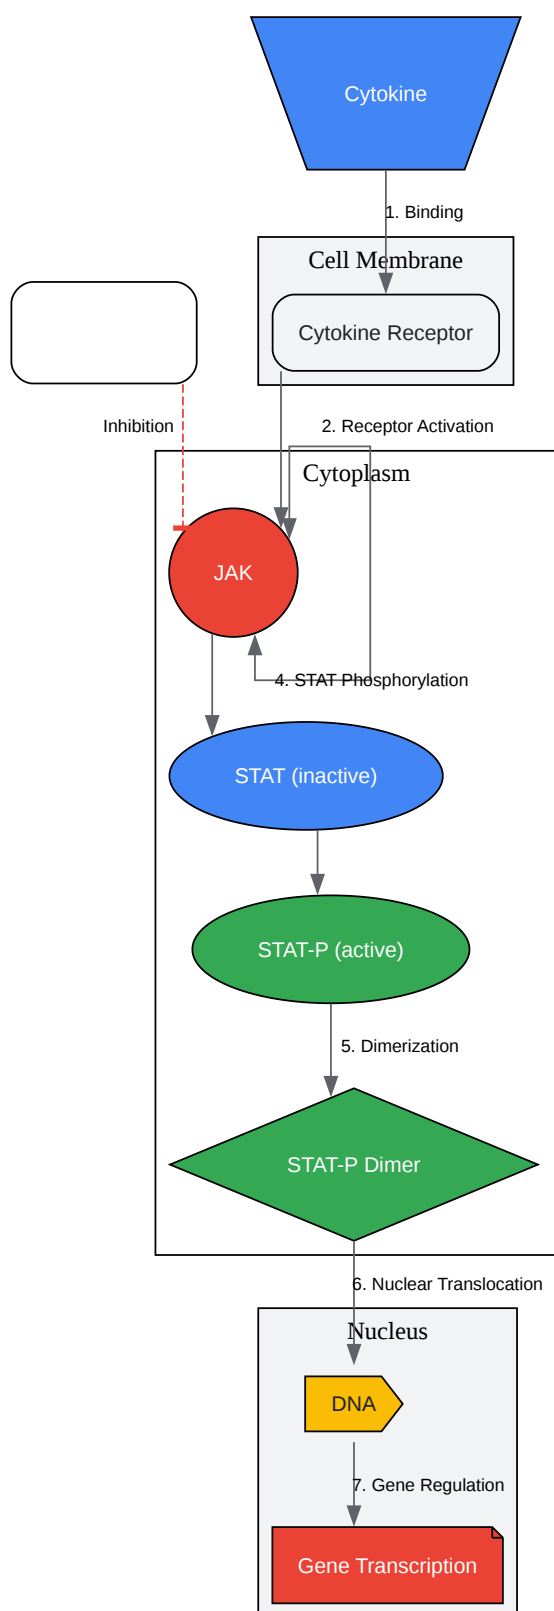 Cytokine
1. Binding
Cell Membrane
Cytokine Receptor
Inhibition
2. Receptor Activation
Cytoplasm
JAK
4. STAT Phosphorylation
STAT (inactive)
STAT-P (active)
5. Dimerization
STAT-P Dimer
6. Nuclear Translocation
Nucleus
DNA
7. Gene Regulation
Gene Transcription